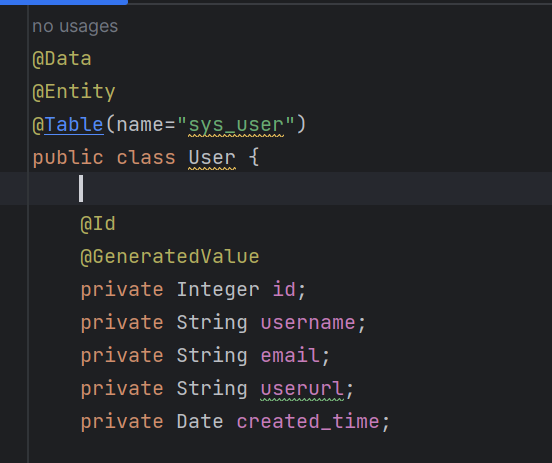 no usages
@Data
@Entity
@Table(name="sys_user")
public class User {
@Id
@GeneratedValue
private Integer id;
private String username;
private String email;
private String userurl;
private Date created_time;